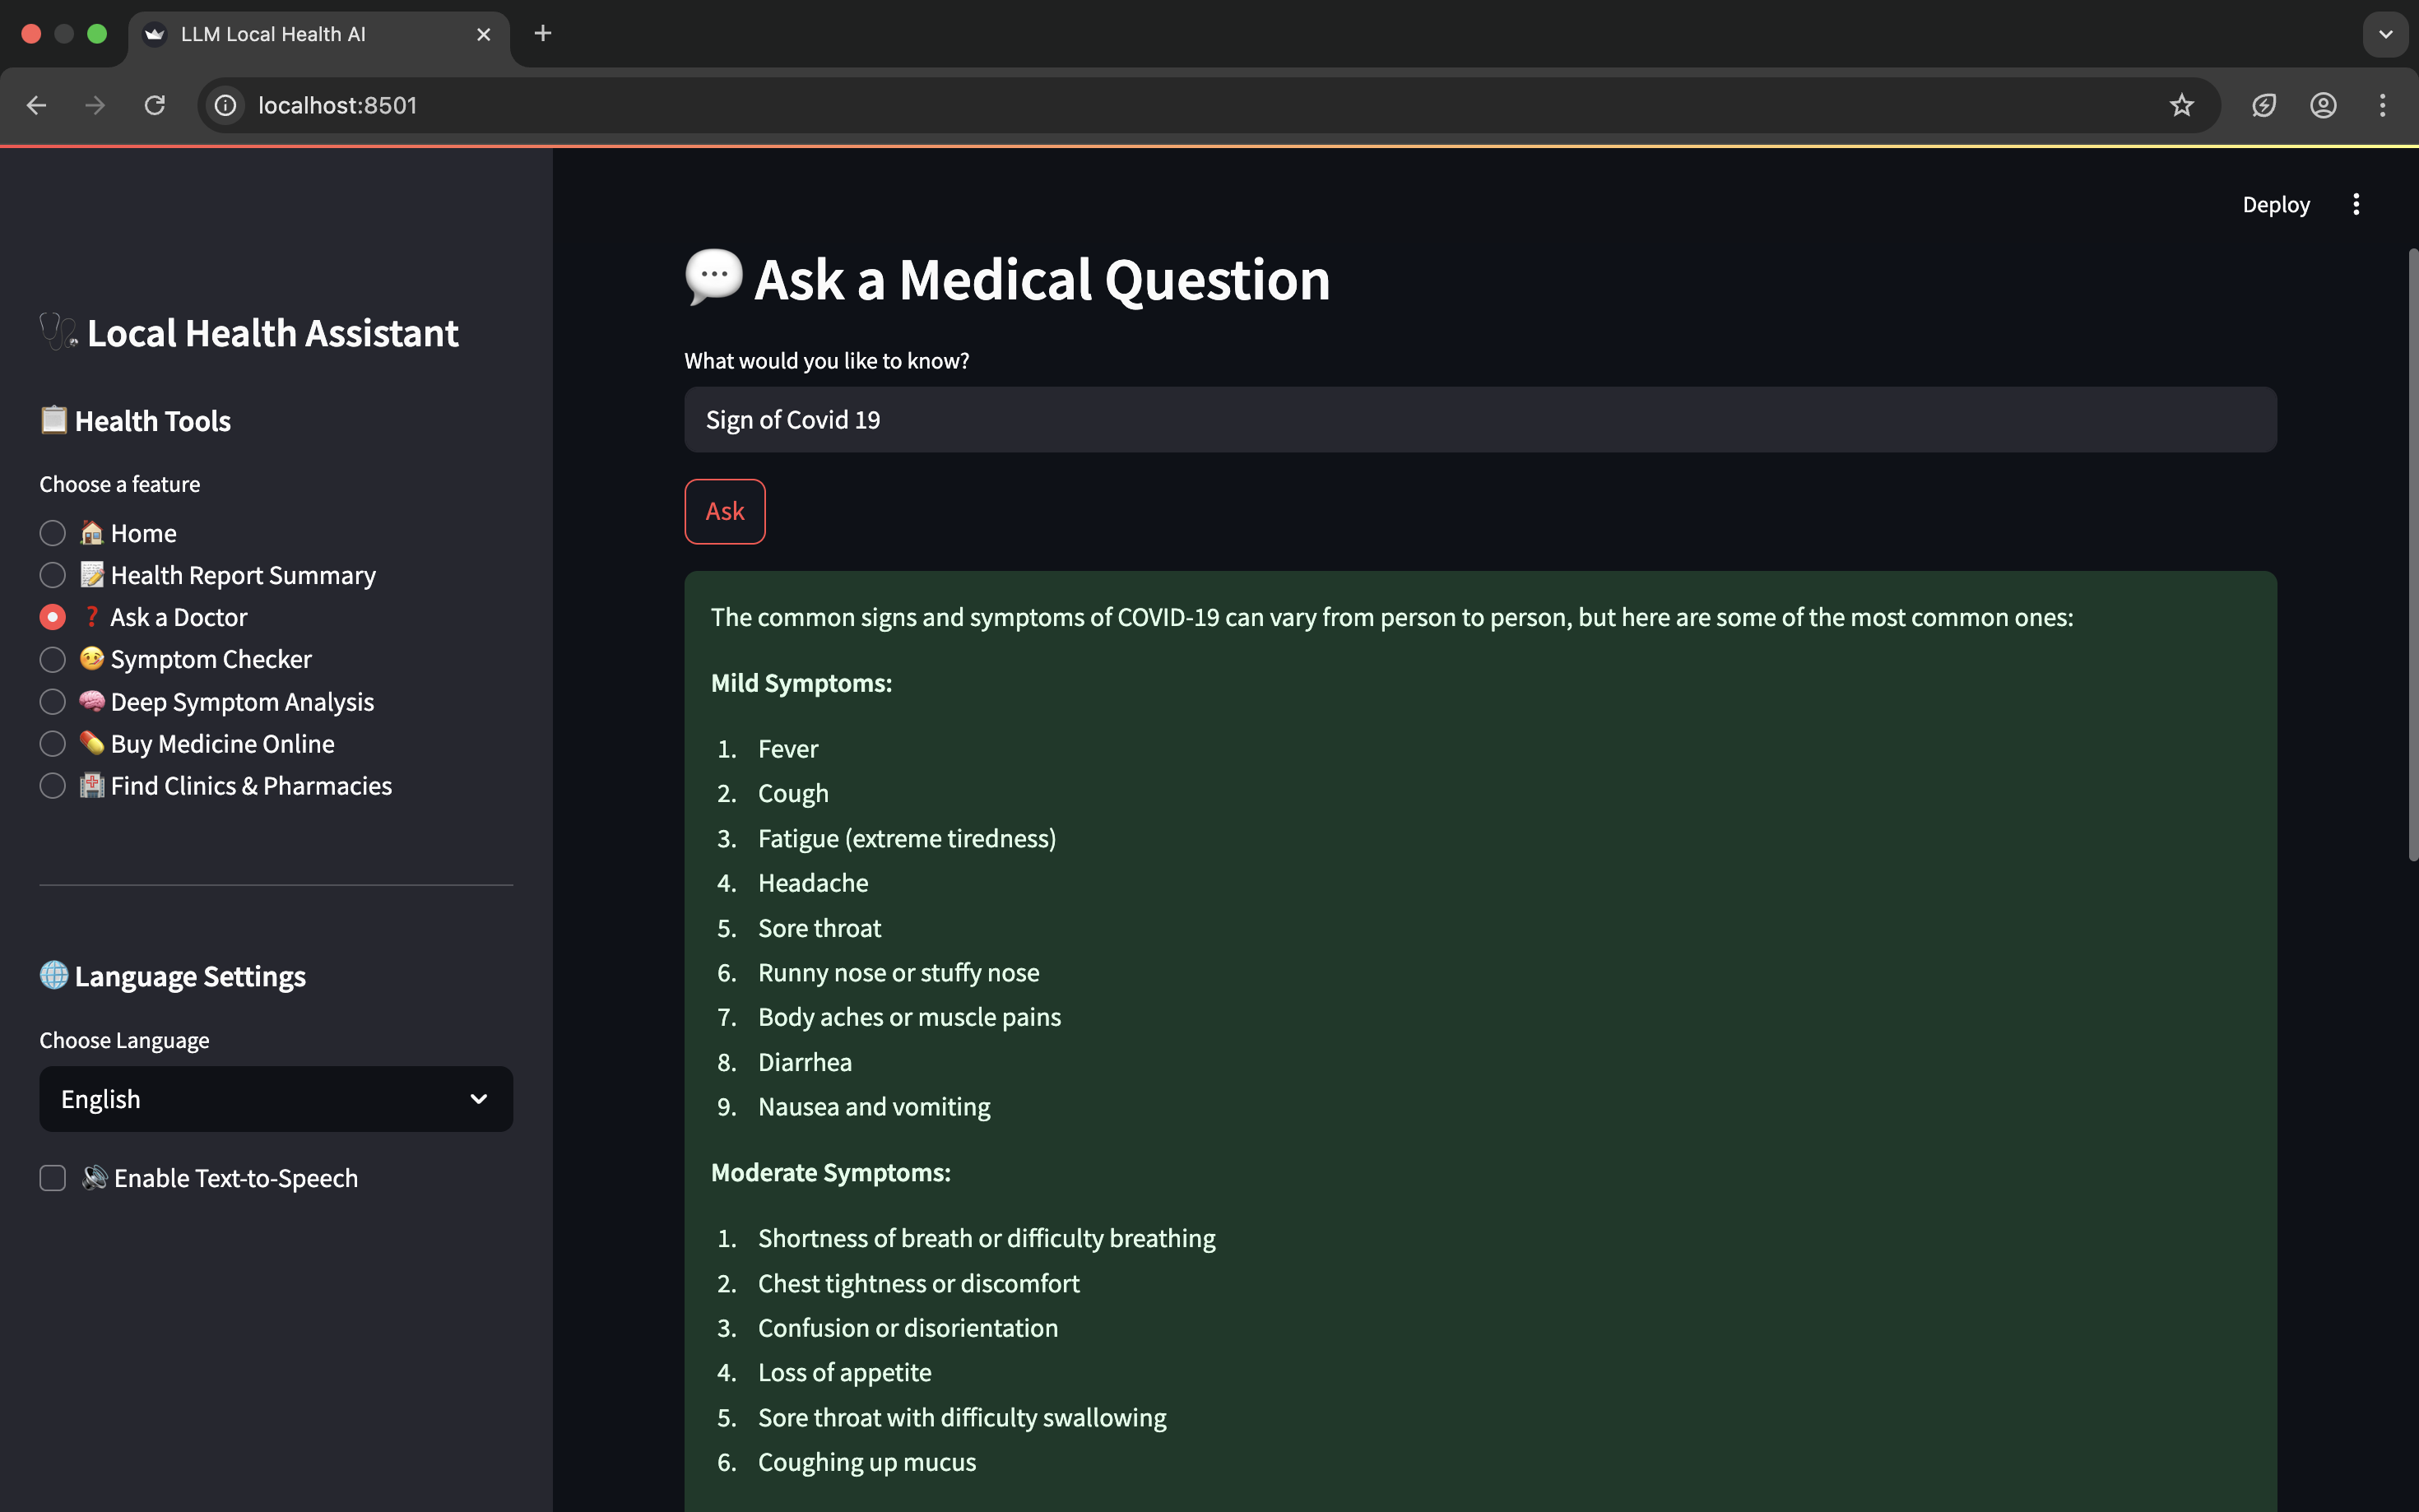 LLM Local Health AI
localhost:8501
Deploy
Local Health Assistant
Health Tools
Choose a feature
Home
Health Report Summary
Ask a Doctor
Symptom Checker
Deep Symptom Analysis
Buy Medicine Online
Find Clinics & Pharmacies
Language Settings
Choose Language
English
Enable Text-to-Speech
Ask a Medical Question
What would you like to know?
Sign of Covid 19
Ask
The common signs and symptoms of COVID-19 can vary from person to person, but here are some of the most common ones:
Mild Symptoms:
1. Fever
2. Cough
3. Fatigue (extreme tiredness)
4. Headache
5. Sore throat
6. Runny nose or stuffy nose
7. Body aches or muscle pains
8. Diarrhea
9. Nausea and vomiting
Moderate Symptoms:
1. Shortness of breath or difficulty breathing
2. Chest tightness or discomfort
3. Confusion or disorientation
4. Loss of appetite
5. Sore throat with difficulty swallowing
6. Coughing up mucus